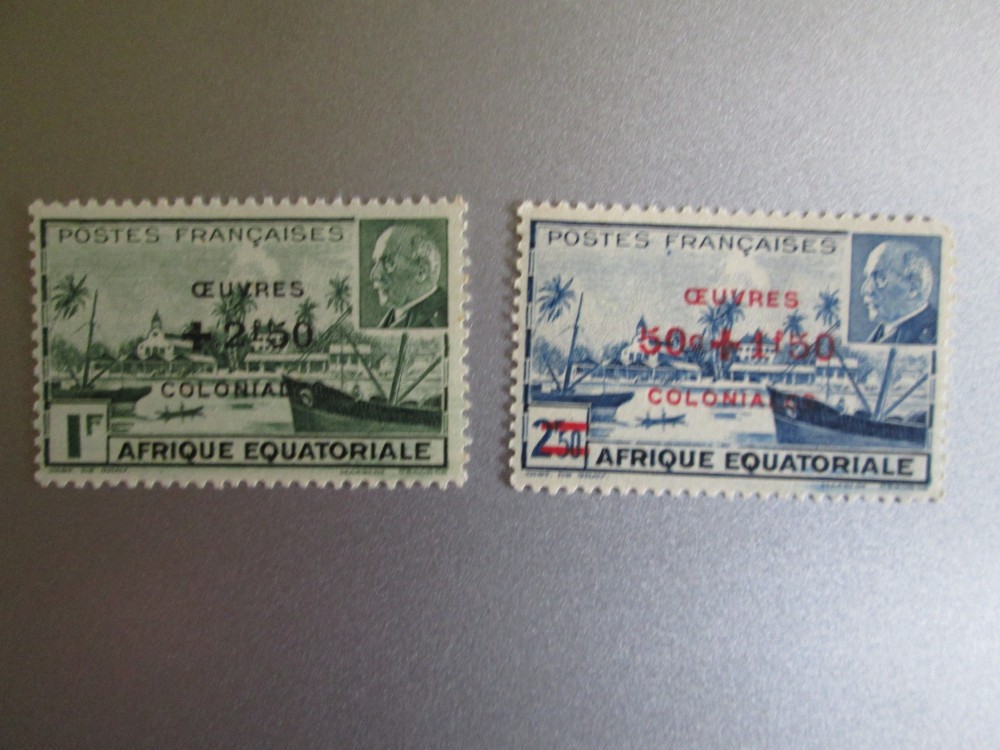 POSTES FRANÇAISES
ŒUVRES
+ 2f50
COLONIALES
1F
AFRIQUE EQUATORIALE
POSTES FRANÇAISES
ŒUVRES
50c + 1f50
COLONIALES
2F50
AFRIQUE EQUATORIALE